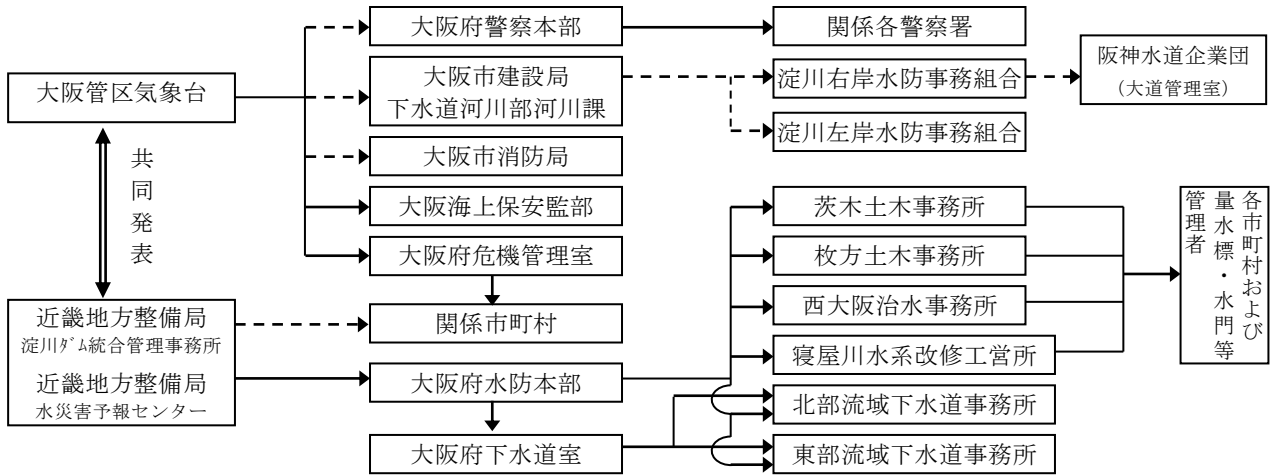 大阪管区気象台
共同発表
近畿地方整備局
淀川ﾀﾞﾑ統合管理事務所
近畿地方整備局
水災害予報センター
大阪府警察本部
大阪市建設局
下水道河川部河川課
大阪市消防局
大阪海上保安監部
大阪府危機管理室
関係市町村
大阪府水防本部
大阪府下水道室
関係各警察署
淀川右岸水防事務組合
淀川左岸水防事務組合
茨木土木事務所
枚方土木事務所
西大阪治水事務所
寝屋川水系改修工営所
北部流域下水道事務所
東部流域下水道事務所
阪神水道企業団
（大道管理室）
各市町村および
量水標・水門等
管理者